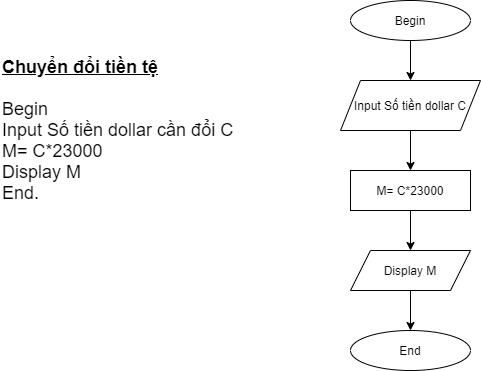 Chuyển đổi tiền tệ
Begin
Input Số tiền dollar cần đổi C
M= C*23000
Display M
End.
Begin
Input Số tiền dollar C
M= C*23000
Display M
End